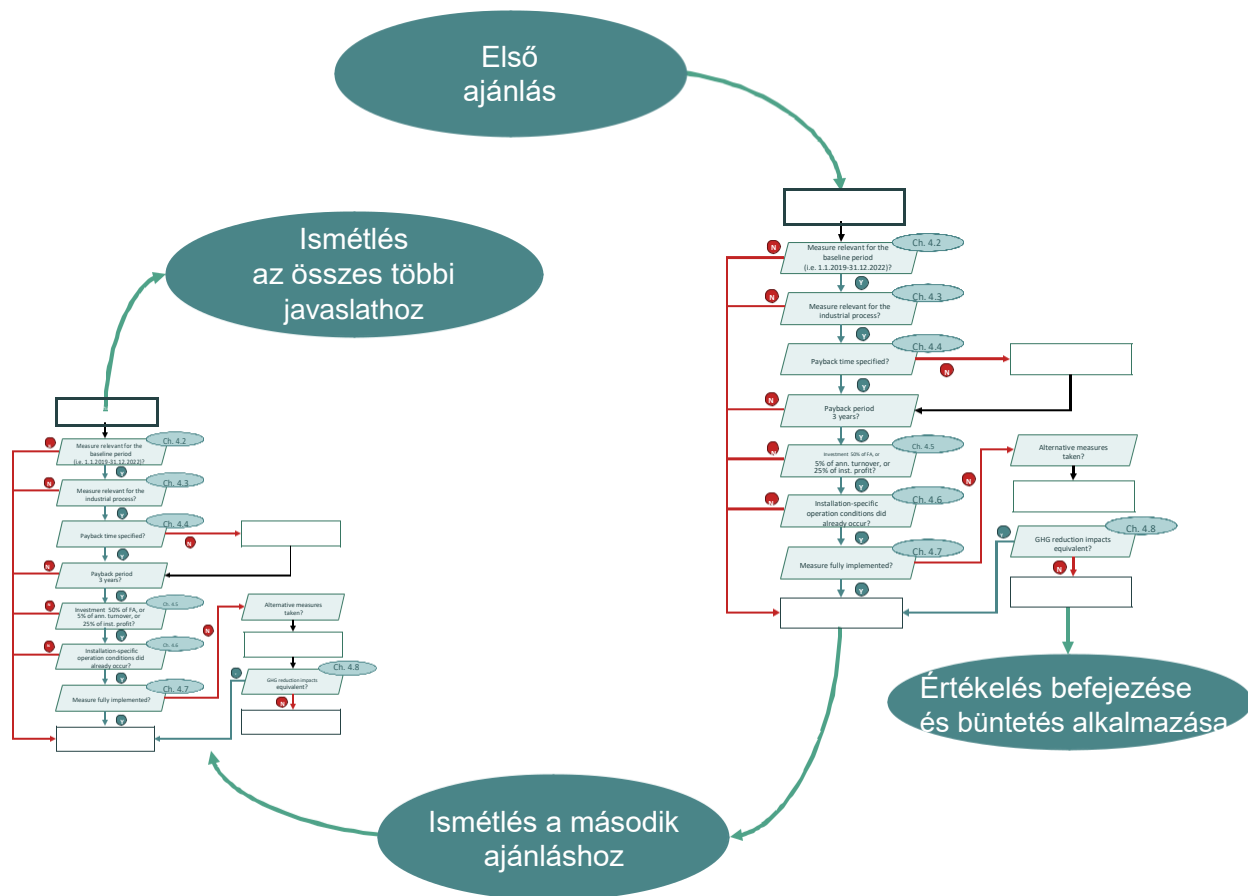 Első
ajánlás
Ch. 4.2
N
Measure relevant for the
baseline period
(i.e. 1.1.2019-31.12.2022)?
Y
Ch. 4.3
N
Measure relevant for the
industrial process?
Y
Ch. 4.4
Payback time specified?
N
Y
N
Payback period
3 years?
Y
Ch. 4.5
N
Investment 50% of FA, or
5% of ann. turnover, or
25% of inst. profit?
Y
Ch. 4.6
N
Installation-specific
operation conditions did
already occur?
Y
Ch. 4.7
Measure fully implemented?
N
Y
Alternative measures
taken?
Ch. 4.8
GHG reduction impacts
equivalent?
N
Értékelés befejezése
és büntetés alkalmazása
Ismétlés a második
ajánláshoz
Ch. 4.2
Measure relevant for the
baseline period
(i.e. 1.1.2019-31.12.2022)?
Y
Ch. 4.3
N
Measure relevant for the
industrial process?
Y
Ch. 4.4
Payback time specified?
N
Y
N
Payback period
3 years?
Y
Ch. 4.5
Investment 50% of FA, or
5% of ann. turnover, or
25% of inst. profit?
Y
Ch. 4.6
Installation-specific
operation conditions did
already occur?
Y
Ch. 4.7
Measure fully implemented?
N
Y
Alternative measures
taken?
Ch. 4.8
GHG reduction impacts
equivalent?
N
Ismétlés
az összes többi
javaslathoz